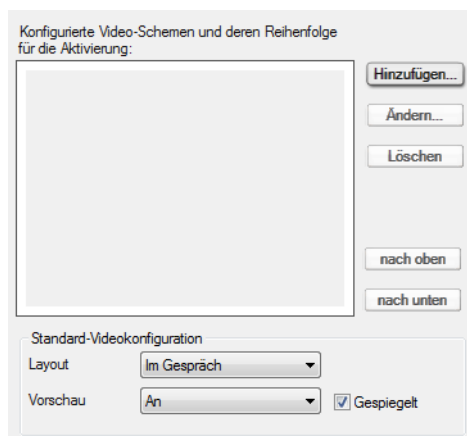 Konfigurierte Video-Schemen und deren Reihenfolge
für die Aktivierung:
Hinzufügen...
Ändern...
Löschen
nach oben
nach unten
Standard-Videokonfiguration
Layout Im Gespräch
Vorschau An Gespiegelt